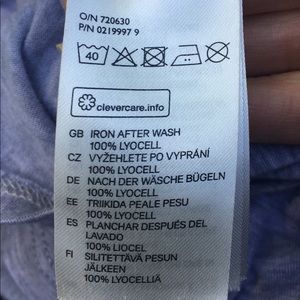 O/N 720630
P/N 0219997 9
40
clevercare.info
GB IRON AFTER WASH
100% LYOCELL
CZ VYŽEHLETE PO VYPRÁNÍ
100% LYOCELL
DE NACH DER WÄSCHE BÜGELN
100% LYOCELL
EE TRIIKIDA PEALE PESU
100% LYOCELL
ES PLANCHAR DESPUÉS DEL
LAVADO
100% LIOCEL
FI SILITETTÄVÄ PESUN
JÄLKEEN
100% LYOCELLIÄ